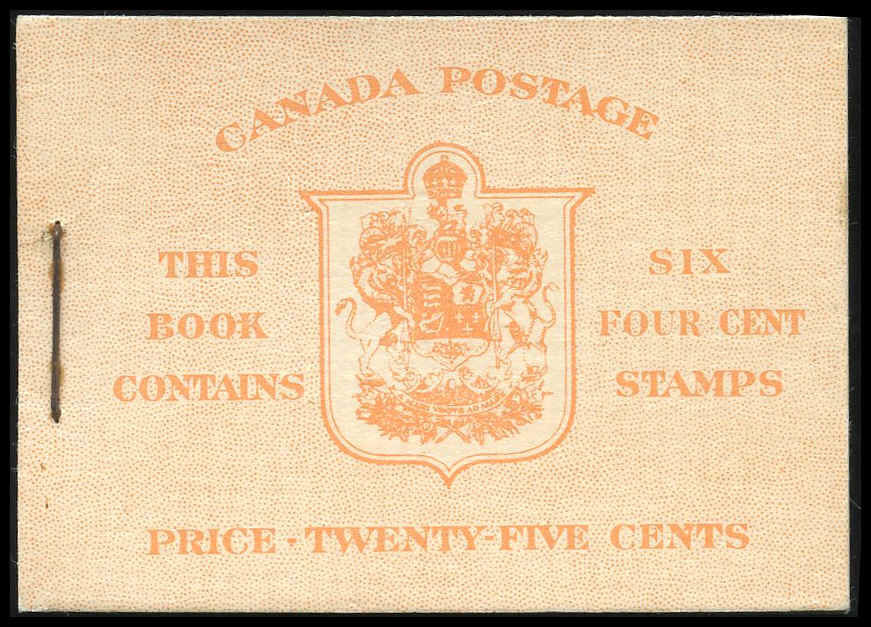 CANADA POSTAGE
THIS
BOOK
CONTAINS
SIX
FOUR CENT
STAMPS
PRICE · TWENTY-FIVE CENTS